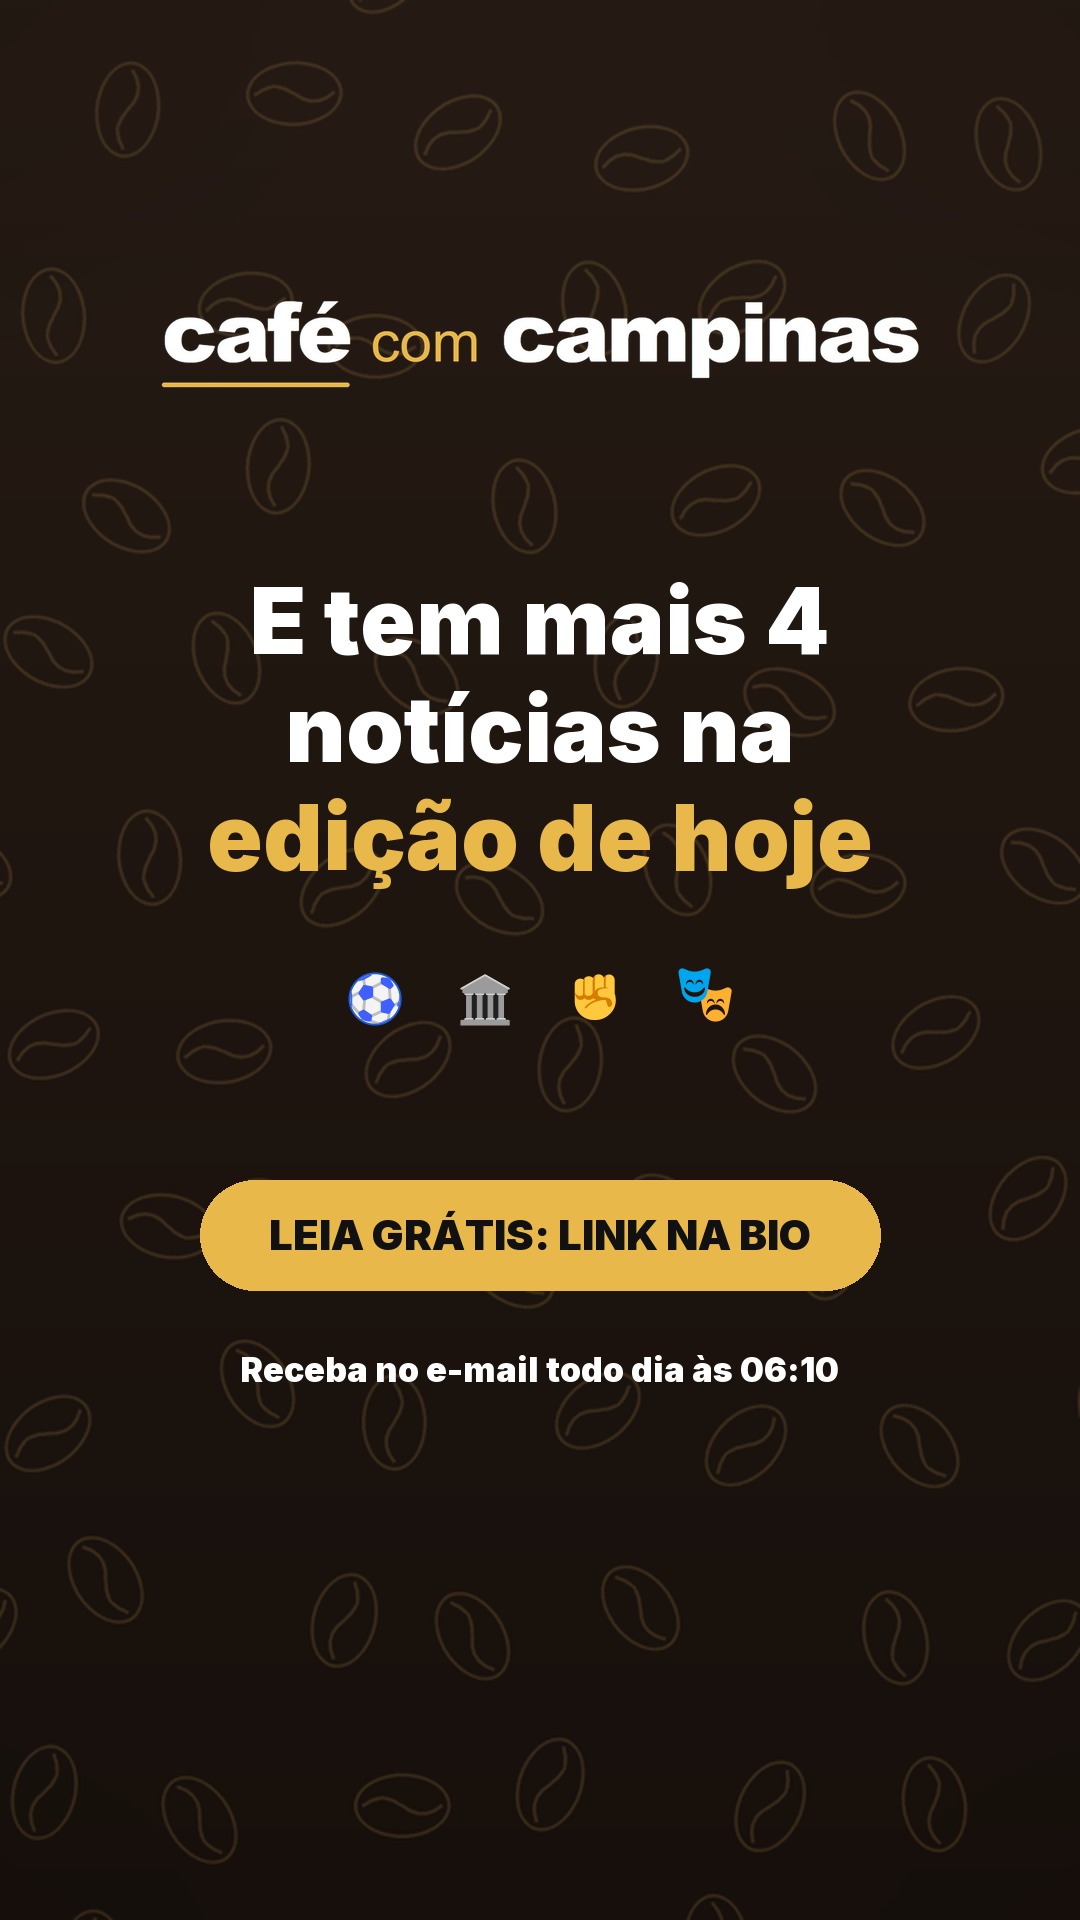 café com campinas
E tem mais 4
notícias na
edição de hoje
LEIA GRÁTIS: LINK NA BIO
Receba no e-mail todo dia às 06:10